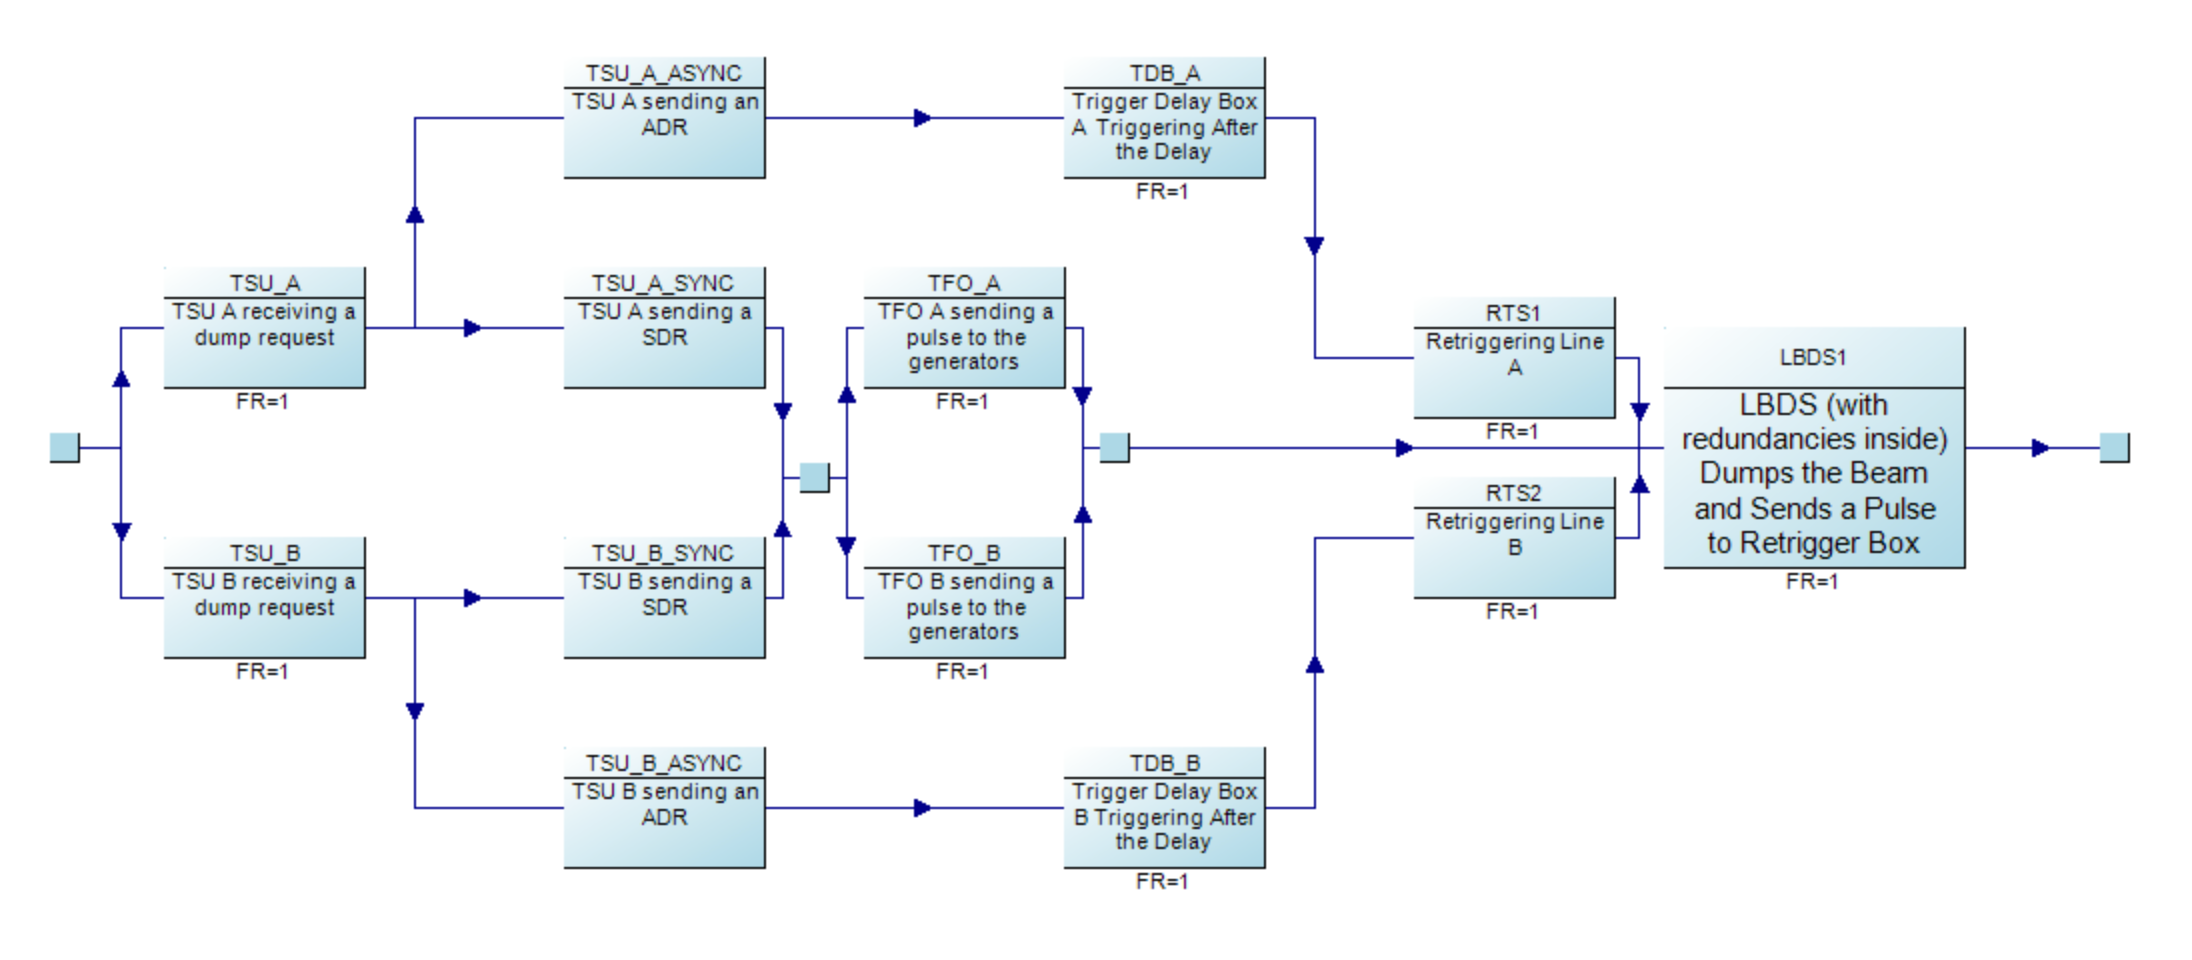 TSU_A_ASYNC
TSU A sending an
ADR
TDB_A
Trigger Delay Box
A Triggering After
the Delay
FR=1
TSU_A
TSU A receiving a
dump request
FR=1
TSU_A_SYNC
TSU A sending a
SDR
TFO_A
TFO A sending a
pulse to the
generators
FR=1
RTS1
Retriggering Line
A
FR=1
LBDS1
LBDS (with
redundancies inside)
Dumps the Beam
and Sends a Pulse
to Retrigger Box
FR=1
RTS2
Retriggering Line
B
FR=1
TSU_B
TSU B receiving a
dump request
FR=1
TSU_B_SYNC
TSU B sending a
SDR
TFO_B
TFO B sending a
pulse to the
generators
FR=1
TSU_B_ASYNC
TSU B sending an
ADR
TDB_B
Trigger Delay Box
B Triggering After
the Delay
FR=1